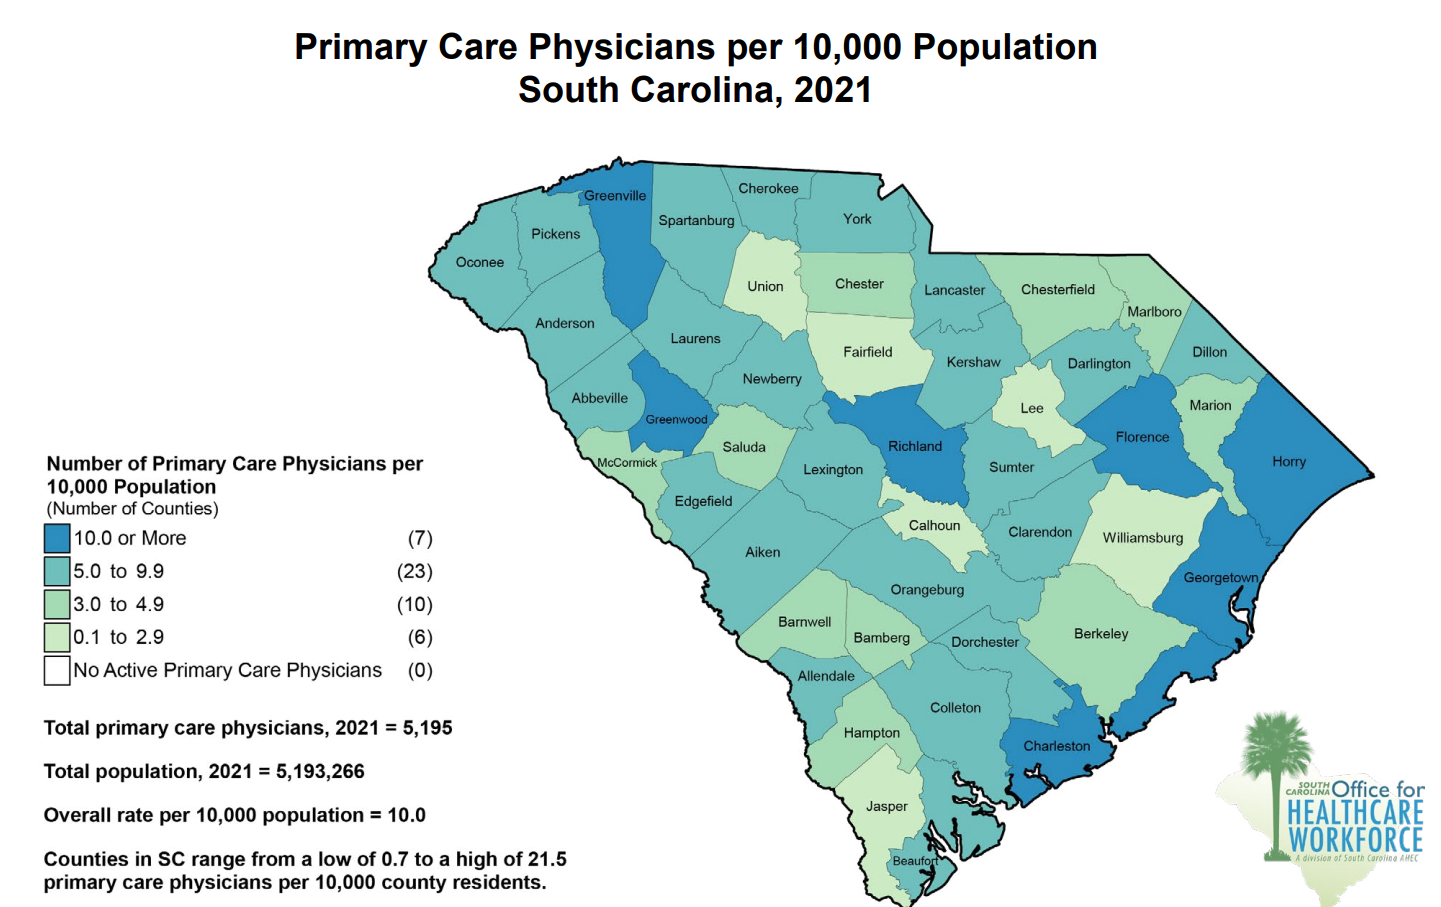 Primary Care Physicians per 10,000 Population
South Carolina, 2021
Greenville
Cherokee
Spartanburg
York
Pickens
Oconee
Union
Chester
Lancaster
Chesterfield
Marlboro
Anderson
Laurens
Fairfield
Kershaw
Darlington
Dillon
Newberry
Abbeville
Lee
Marion
Greenwood
Richland
Florence
Saluda
McCormick
Lexington
Sumter
Horry
Edgefield
Calhoun
Clarendon
Williamsburg
Aiken
Georgetown
Orangeburg
Barnwell
Bamberg
Dorchester
Berkeley
Allendale
Colleton
Hampton
Charleston
Jasper
Beaufort
Number of Primary Care Physicians per
10,000 Population
(Number of Counties)
10.0 or More (7)
5.0 to 9.9 (23)
3.0 to 4.9 (10)
0.1 to 2.9 (6)
No Active Primary Care Physicians (0)
Total primary care physicians, 2021 = 5,195
Total population, 2021 = 5,193,266
Overall rate per 10,000 population = 10.0
Counties in SC range from a low of 0.7 to a high of 21.5
primary care physicians per 10,000 county residents.
SOUTH
CAROLINA Office for
HEALTHCARE
WORKFORCE
A division of South Carolina AHEC